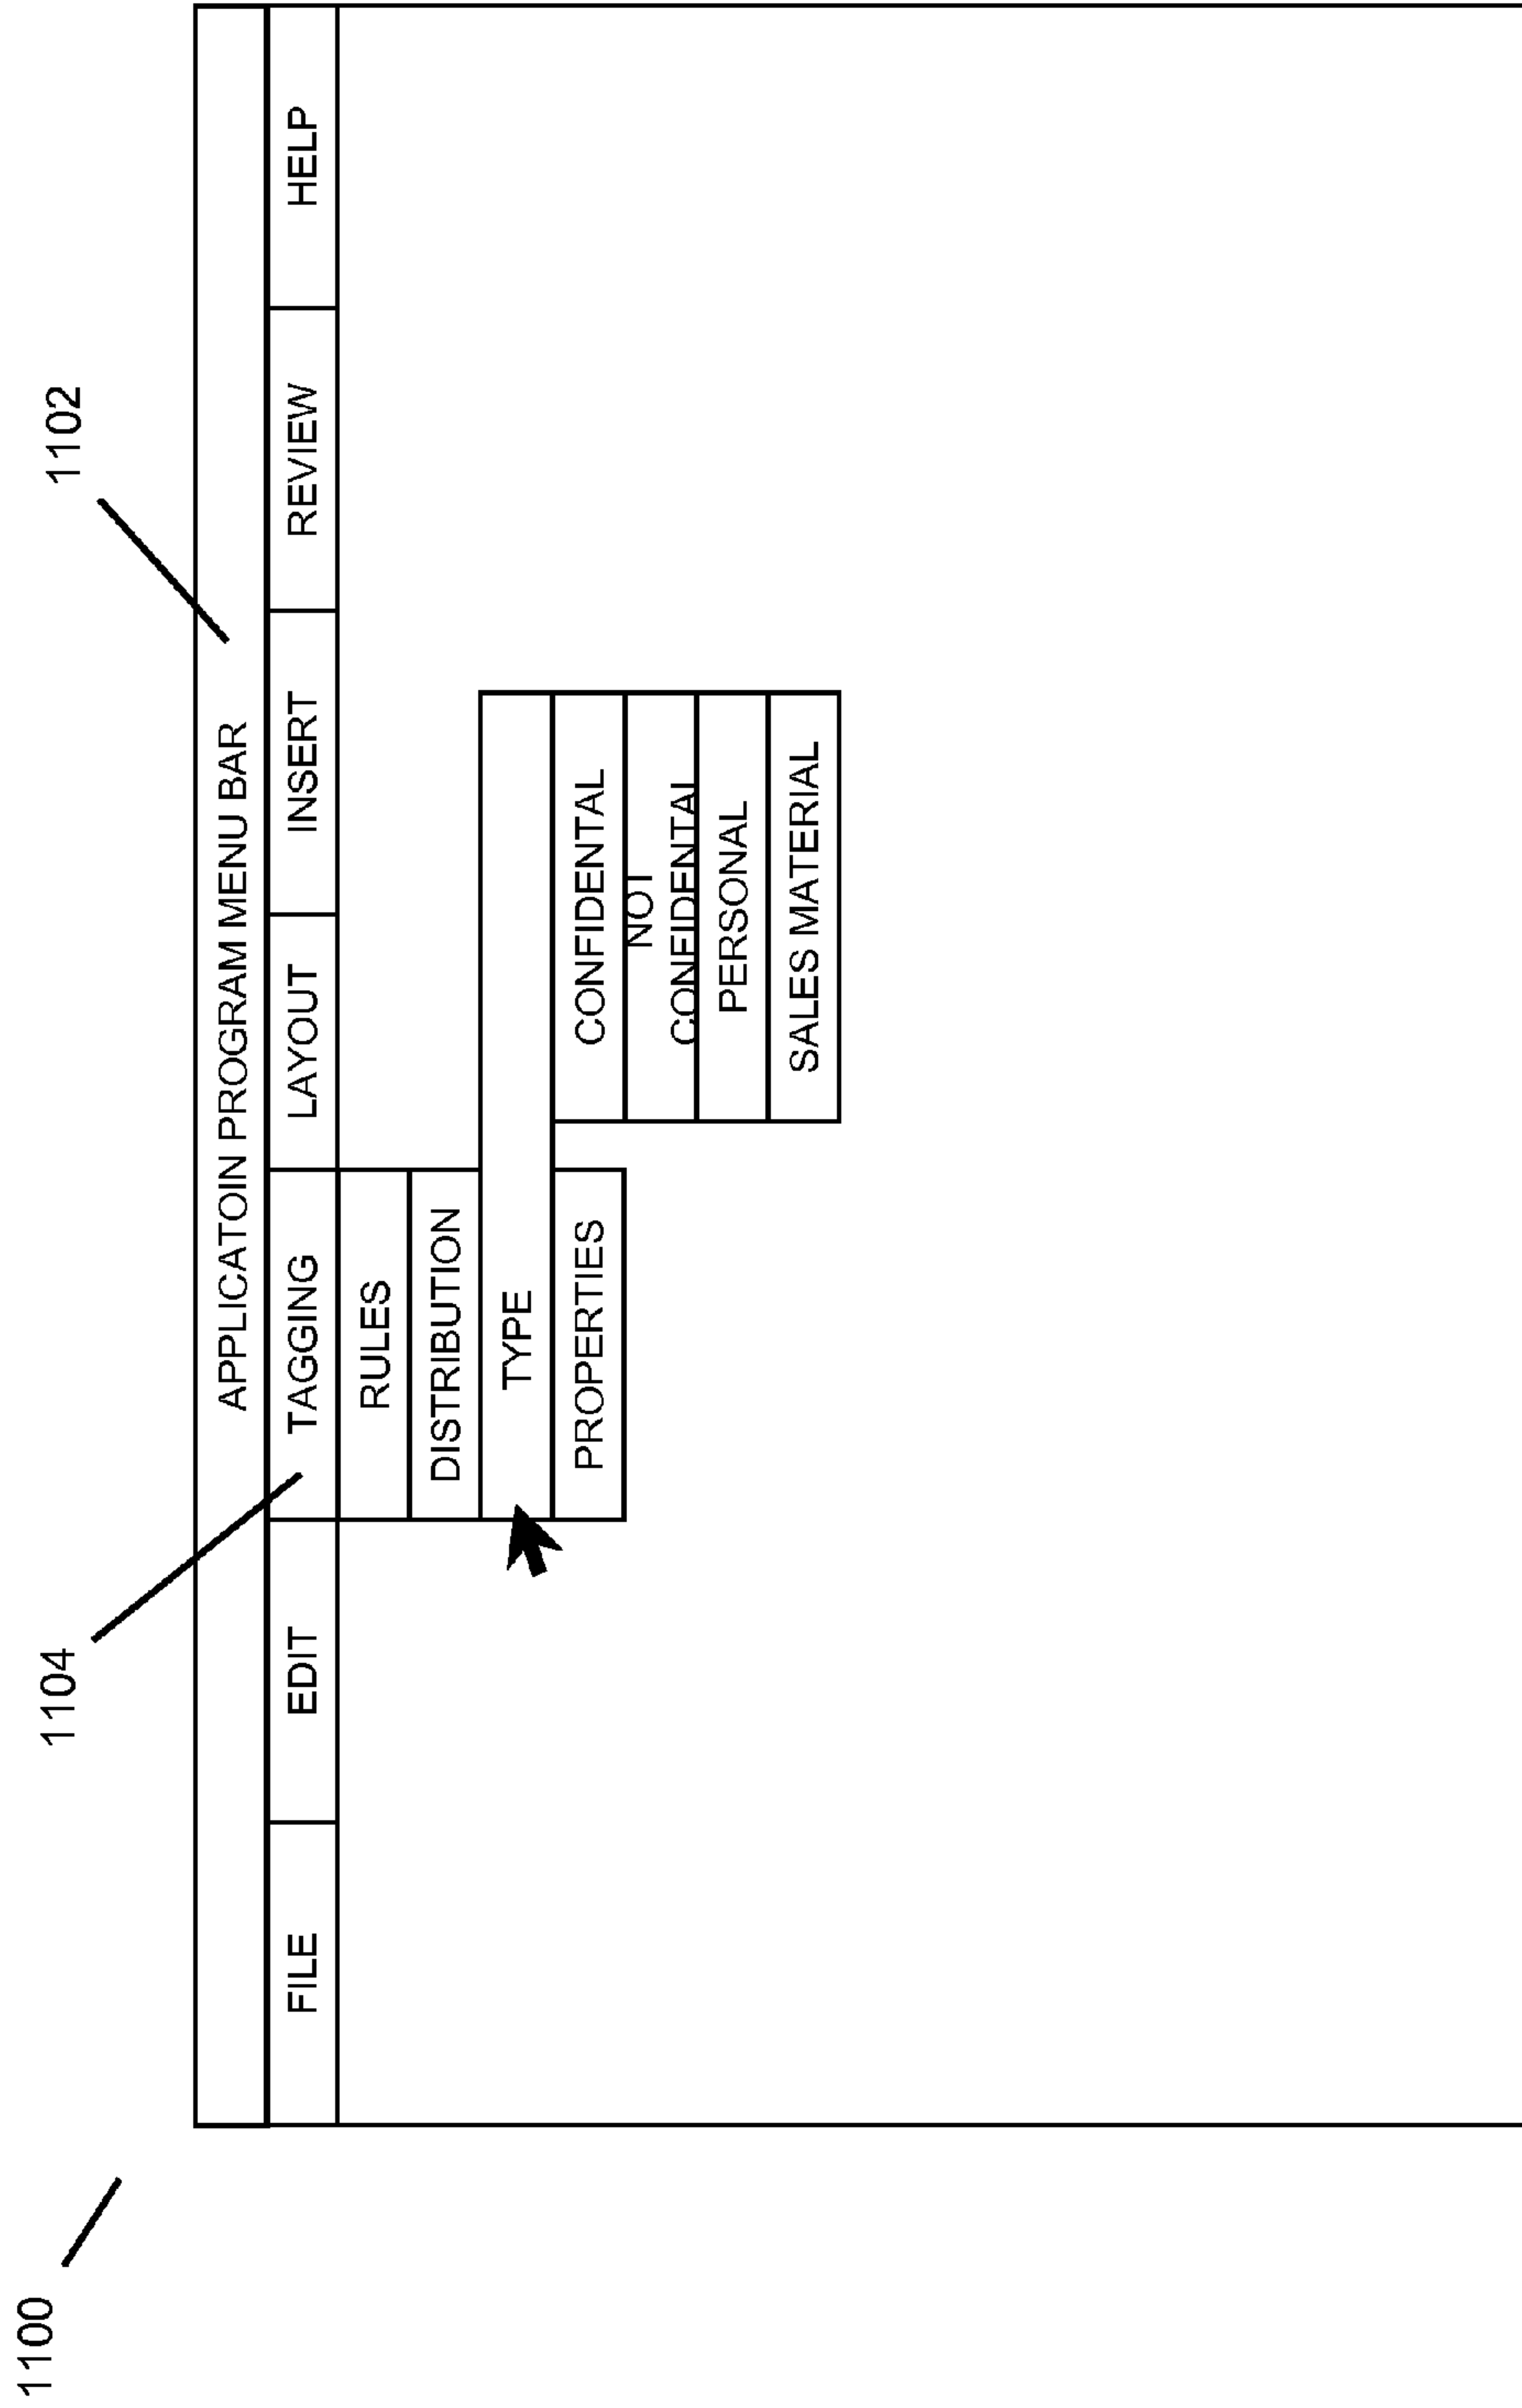 1100
1104
1102
APPLICATOIN PROGRAM MENU BAR
FILE
EDIT
TAGGING
LAYOUT
INSERT
REVIEW
HELP
RULES
DISTRIBUTION
TYPE
PROPERTIES
CONFIDENTAL
NOT
CONFIDENTAL
PERSONAL
SALES MATERIAL